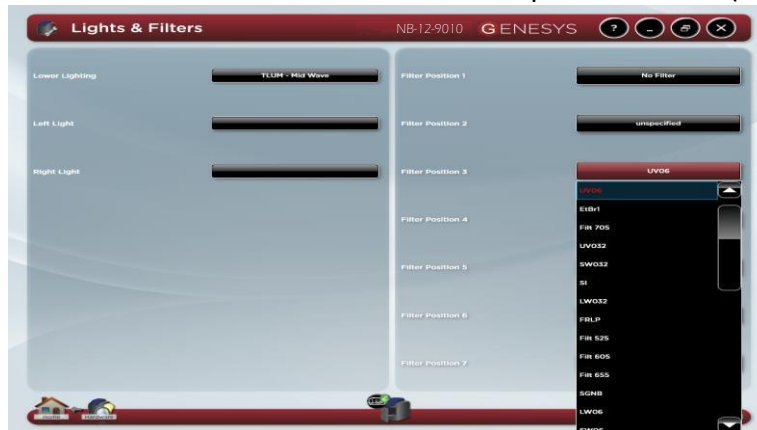 Lights & Filters
NB-12-9010 GENESYS
Lower Lighting
TLUM - Mid Wave
Left Light
Right Light
Filter Position 1
No Filter
Filter Position 2
unspecified
Filter Position 3
UV06
UV06
EtBr1
Filt 705
UV032
SW032
SI
LW032
FRLP
Filt 525
Filt 605
Filt 655
SGNB
LW06
SW06
Filter Position 4
Filter Position 5
Filter Position 6
Filter Position 7